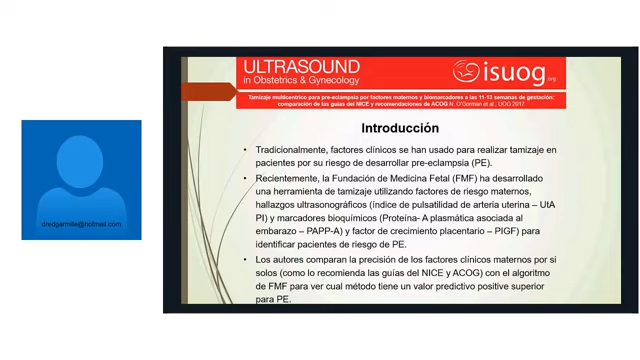 ULTRASOUND
in Obstetrics & Gynecology
isuog.org
Tamizaje multicentrico para pre-eclampsia por factores maternos y biomarcadores a las 11-13 semanas de gestación:
comparación de las guías del NICE y recomendaciones de ACOG - N. O'Gorman et al., UOG 2017
Introducción
• Tradicionalmente, factores clínicos se han usado para realizar tamizaje en
pacientes por su riesgo de desarrollar pre-eclampsia (PE).
• Recientemente, la Fundación de Medicina Fetal (FMF) ha desarrollado
una herramienta de tamizaje utilizando factores de riesgo maternos,
hallazgos ultrasonográficos (índice de pulsatilidad de arteria uterina – UtA
PI) y marcadores bioquímicos (Proteína- A plasmática asociada al
embarazo – PAPP-A) y factor de crecimiento placentario – PlGF) para
identificar pacientes de riesgo de PE.
• Los autores comparan la precisión de los factores clínicos maternos por si
solos (como lo recomienda las guías del NICE y ACOG) con el algoritmo
de FMF para ver cual método tiene un valor predictivo positive superior
para PE.
dredgarmile@hotmail.com